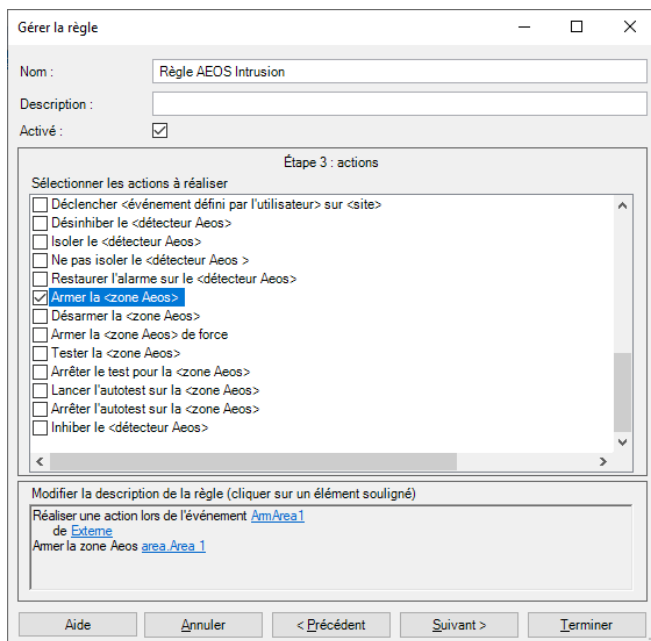 Gérer la règle
Nom :
Règle AEOS Intrusion
Description :
Activé :
Étape 3 : actions
Sélectionner les actions à réaliser
Déclencher <événement défini par l'utilisateur> sur <site>
Désinhiber le <détecteur Aeos>
Isoler le <détecteur Aeos>
Ne pas isoler le <détecteur Aeos >
Restaurer l'alarme sur le <détecteur Aeos>
Armer la <zone Aeos>
Désarmer la <zone Aeos>
Armer la <zone Aeos> de force
Tester la <zone Aeos>
Arrêter le test pour la <zone Aeos>
Lancer l'autotest sur la <zone Aeos>
Arrêter l'autotest sur la <zone Aeos>
Inhiber le <détecteur Aeos>
Modifier la description de la règle (cliquer sur un élément souligné)
Réaliser une action lors de l'événement ArmArea1
de Externe
Armer la zone Aeos area.Area 1
Aide
Annuler
< Précédent
Suivant >
Terminer